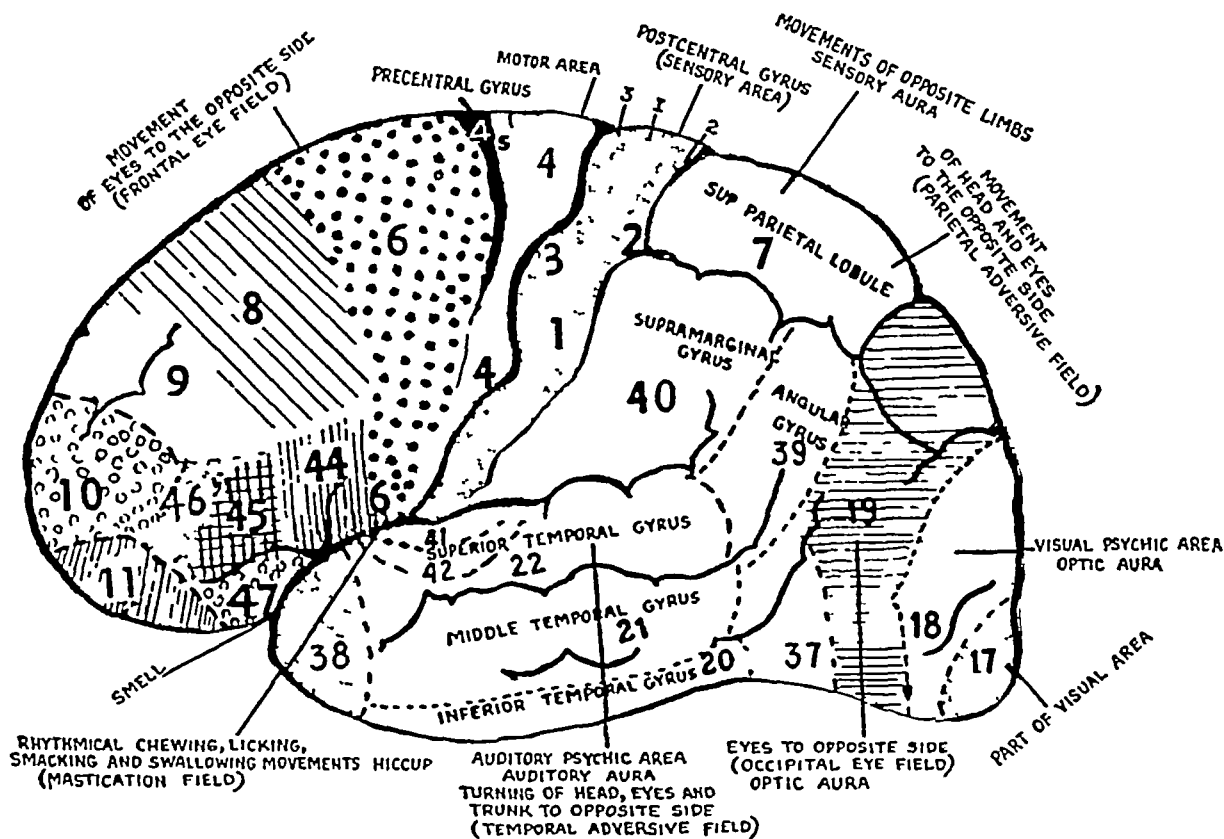 MOVEMENT
OF EYES TO THE OPPOSITE SIDE
(FRONTAL EYE FIELD)
PRECENTRAL GYRUS
MOTOR AREA
POSTCENTRAL GYRUS
(SENSORY AREA)
MOVEMENTS OF OPPOSITE LIMBS
SENSORY AURA
MOVEMENT
OF HEAD AND EYES
TO THE OPPOSITE SIDE
(PARIETAL ADVERSIVE FIELD)
3
1
2
4s
4
6
8
9
3
1
2
4
SUP PARIETAL LOBULE
7
SUPRAMARGINAL
GYRUS
40
ANGULAR
GYRUS
39
10
46
45
44
6
11
47
41
42
SUPERIOR TEMPORAL GYRUS
22
MIDDLE TEMPORAL GYRUS
21
INFERIOR TEMPORAL GYRUS
20
38
37
19
18
17
VISUAL PSYCHIC AREA
OPTIC AURA
PART OF VISUAL AREA
SMELL
RHYTHMICAL CHEWING, LICKING,
SMACKING AND SWALLOWING MOVEMENTS HICCUP
(MASTICATION FIELD)
AUDITORY PSYCHIC AREA
AUDITORY AURA
TURNING OF HEAD, EYES AND
TRUNK TO OPPOSITE SIDE
(TEMPORAL ADVERSIVE FIELD)
EYES TO OPPOSITE SIDE
(OCCIPITAL EYE FIELD)
OPTIC AURA